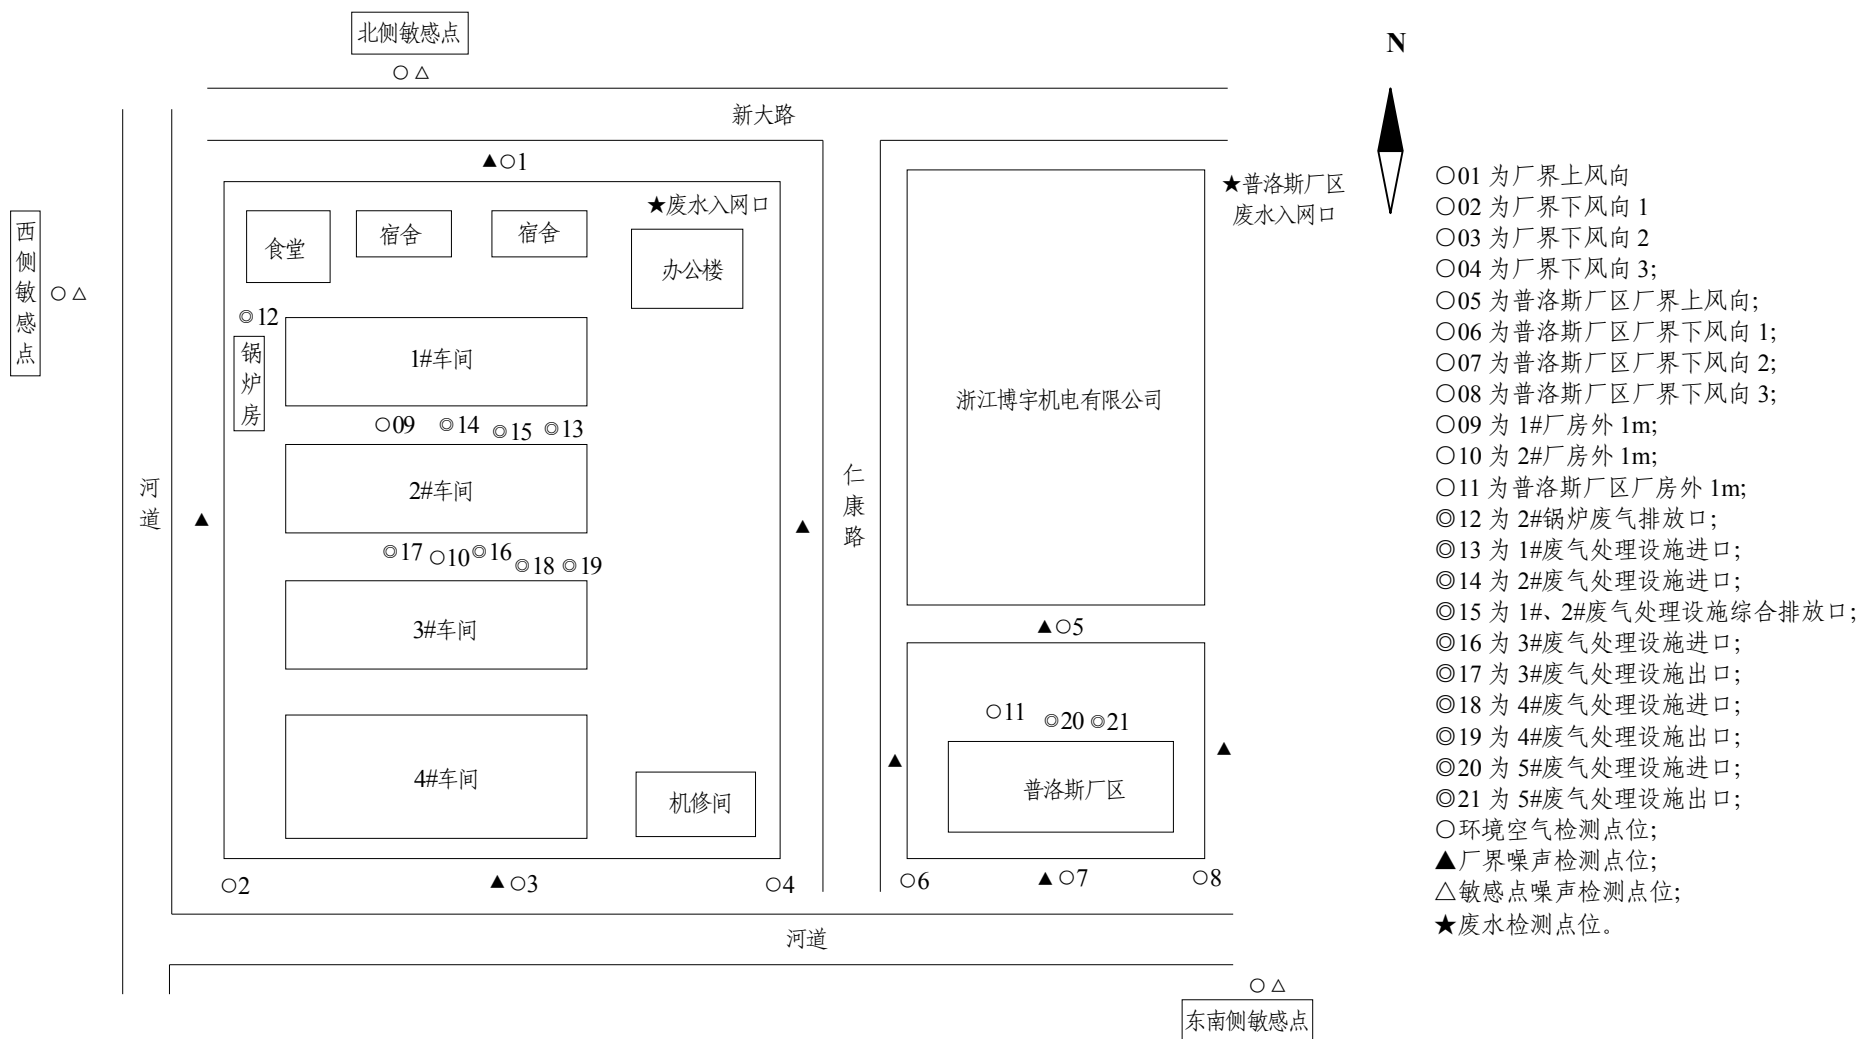 北侧敏感点
○△
N
新大路
▲○1
★废水入网口
食堂
宿舍
宿舍
办公楼
★普洛斯厂区
废水入网口
西侧敏感点
○△
◎12
锅炉房
1#车间
○09
◎14
◎15
◎13
浙江博宇机电有限公司
2#车间
河道
▲
▲
仁康路
◎17
○10
◎16
◎18
◎19
3#车间
▲○5
○11
◎20
◎21
▲
▲
4#车间
机修间
普洛斯厂区
○2
▲○3
○4
○6
▲○7
○8
河道
○△
东南侧敏感点
○01 为厂界上风向
○02 为厂界下风向 1
○03 为厂界下风向 2
○04 为厂界下风向 3;
○05 为普洛斯厂区厂界上风向;
○06 为普洛斯厂区厂界下风向 1;
○07 为普洛斯厂区厂界下风向 2;
○08 为普洛斯厂区厂界下风向 3;
○09 为 1#厂房外 1m;
○10 为 2#厂房外 1m;
○11 为普洛斯厂区厂房外 1m;
◎12 为 2#锅炉废气排放口;
◎13 为 1#废气处理设施进口;
◎14 为 2#废气处理设施进口;
◎15 为 1#、2#废气处理设施综合排放口;
◎16 为 3#废气处理设施进口;
◎17 为 3#废气处理设施出口;
◎18 为 4#废气处理设施进口;
◎19 为 4#废气处理设施出口;
◎20 为 5#废气处理设施进口;
◎21 为 5#废气处理设施出口;
○环境空气检测点位;
▲厂界噪声检测点位;
△敏感点噪声检测点位;
★废水检测点位。